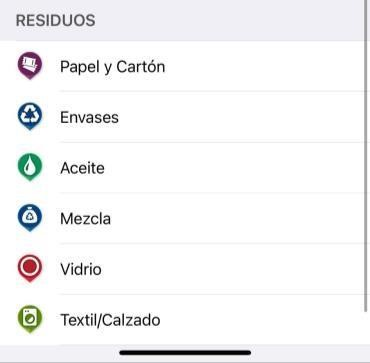 RESIDUOS
Papel y Cartón
Envases
Aceite
Mezcla
Vidrio
Textil/Calzado